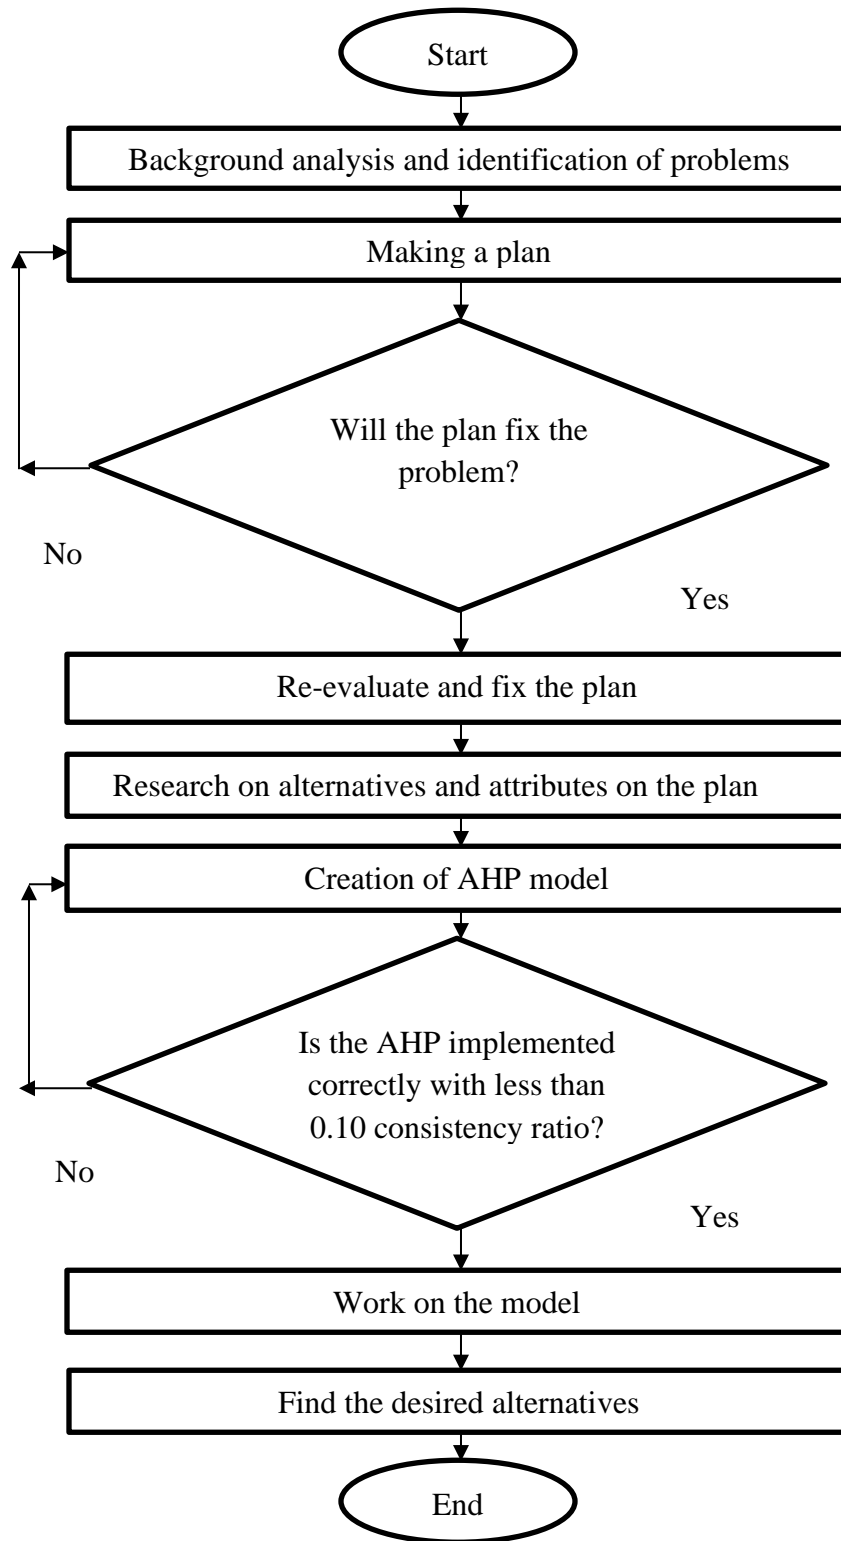 Start
Background analysis and identification of problems
Making a plan
Will the plan fix the
problem?
No
Yes
Re-evaluate and fix the plan
Research on alternatives and attributes on the plan
Creation of AHP model
Is the AHP implemented
correctly with less than
0.10 consistency ratio?
No
Yes
Work on the model
Find the desired alternatives
End